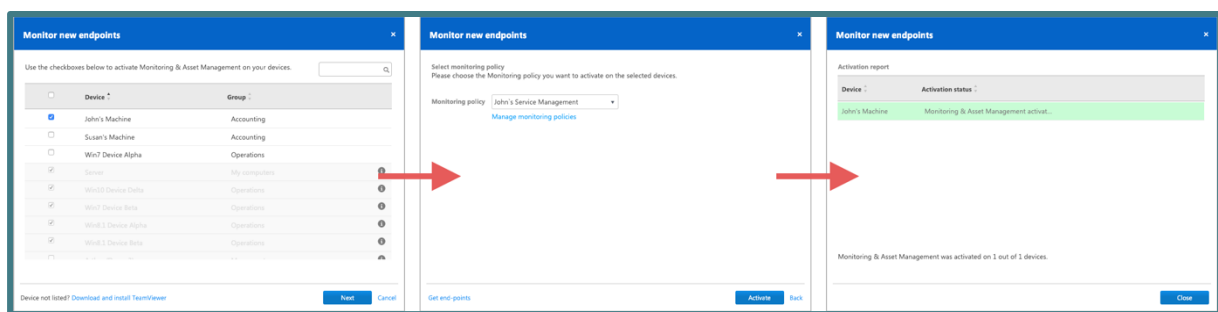 Monitor new endpoints ×
Use the checkboxes below to activate Monitoring & Asset Management on your devices.
Device Group
John's Machine Accounting
Susan's Machine Accounting
Win7 Device Alpha Operations
Server My computers
Win10 Device Delta Operations
Win7 Device Beta Operations
Win8.1 Device Alpha Operations
Win8.1 Device Beta Operations
Device not listed? Download and install TeamViewer Next Cancel
Monitor new endpoints ×
Select monitoring policy
Please choose the Monitoring policy you want to activate on the selected devices.
Monitoring policy John's Service Management
Manage monitoring policies
Get end-points Activate Back
Monitor new endpoints ×
Activation report
Device Activation status
John's Machine Monitoring & Asset Management activat...
Monitoring & Asset Management was activated on 1 out of 1 devices.
Close